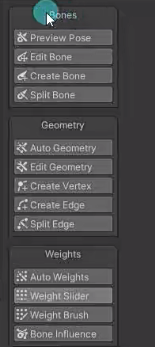 Bones
Preview Pose
Edit Bone
Create Bone
Split Bone
Geometry
Auto Geometry
Edit Geometry
Create Vertex
Create Edge
Split Edge
Weights
Auto Weights
Weight Slider
Weight Brush
Bone Influence